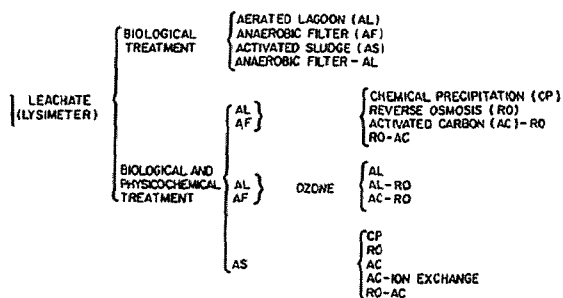 LEACHATE
(LYSIMETER)
BIOLOGICAL
TREATMENT
AERATED LAGOON (AL)
ANAEROBIC FILTER (AF)
ACTIVATED SLUDGE (AS)
ANAEROBIC FILTER - AL
BIOLOGICAL AND
PHYSICOCHEMICAL
TREATMENT
AL
AF
CHEMICAL PRECIPITATION (CP)
REVERSE OSMOSIS (RO)
ACTIVATED CARBON (AC)-RO
RO-AC
AL
AF
OZONE
AL
AL-RO
AC-RO
AS
CP
RO
AC
AC-ION EXCHANGE
RO-AC